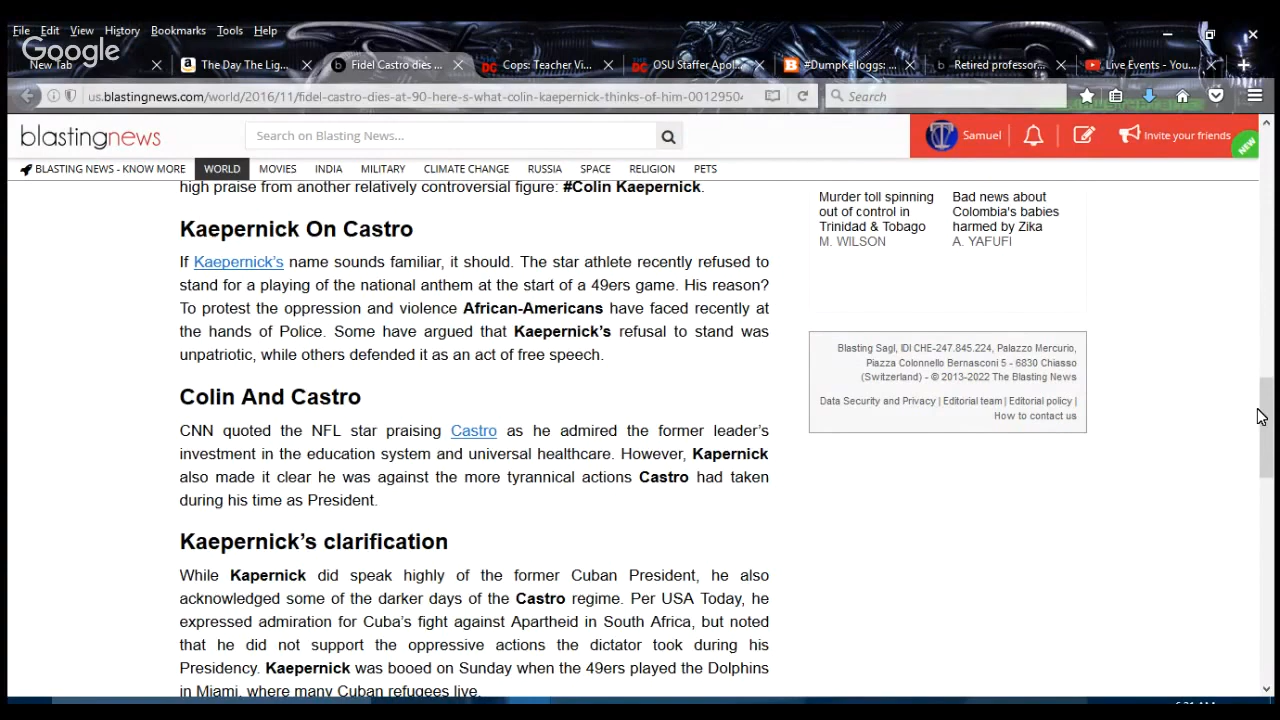 File Edit View History Bookmarks Tools Help
Google
New Tab
The Day The Lig...
Fidel Castro dies ...
Cops: Teacher Vi...
OSU Staffer Apol...
#DumpKelloggs: ...
Retired professor...
Live Events - You...
us.blastingnews.com/world/2016/11/fidel-castro-dies-at-90-here-s-what-colin-kaepernick-thinks-of-him-0012950
Search
blastingnews
Search on Blasting News...
Samuel
Invite your friends
NEW
BLASTING NEWS - KNOW MORE WORLD MOVIES INDIA MILITARY CLIMATE CHANGE RUSSIA SPACE RELIGION PETS
high praise from another relatively controversial figure: #Colin Kaepernick.
Kaepernick On Castro
If Kaepernick's name sounds familiar, it should. The star athlete recently refused to
stand for a playing of the national anthem at the start of a 49ers game. His reason?
To protest the oppression and violence African-Americans have faced recently at
the hands of Police. Some have argued that Kaepernick's refusal to stand was
unpatriotic, while others defended it as an act of free speech.
Colin And Castro
CNN quoted the NFL star praising Castro as he admired the former leader's
investment in the education system and universal healthcare. However, Kapernick
also made it clear he was against the more tyrannical actions Castro had taken
during his time as President.
Kaepernick's clarification
While Kapernick did speak highly of the former Cuban President, he also
acknowledged some of the darker days of the Castro regime. Per USA Today, he
expressed admiration for Cuba's fight against Apartheid in South Africa, but noted
that he did not support the oppressive actions the dictator took during his
Presidency. Kaepernick was booed on Sunday when the 49ers played the Dolphins
in Miami, where many Cuban refugees live.
Murder toll spinning
out of control in
Trinidad & Tobago
M. WILSON
Bad news about
Colombia's babies
harmed by Zika
A. YAFUFI
Blasting Sagl, IDI CHE-247.845.224, Palazzo Mercurio,
Piazza Colonnello Bernasconi 5 - 6830 Chiasso
(Switzerland) - © 2013-2022 The Blasting News
Data Security and Privacy | Editorial team | Editorial policy |
How to contact us